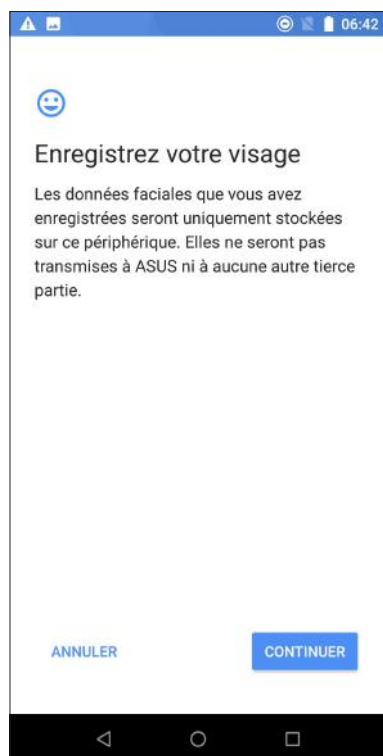 06:42
Enregistrez votre visage
Les données faciales que vous avez
enregistrées seront uniquement stockées
sur ce périphérique. Elles ne seront pas
transmises à ASUS ni à aucune autre tierce
partie.
ANNULER
CONTINUER